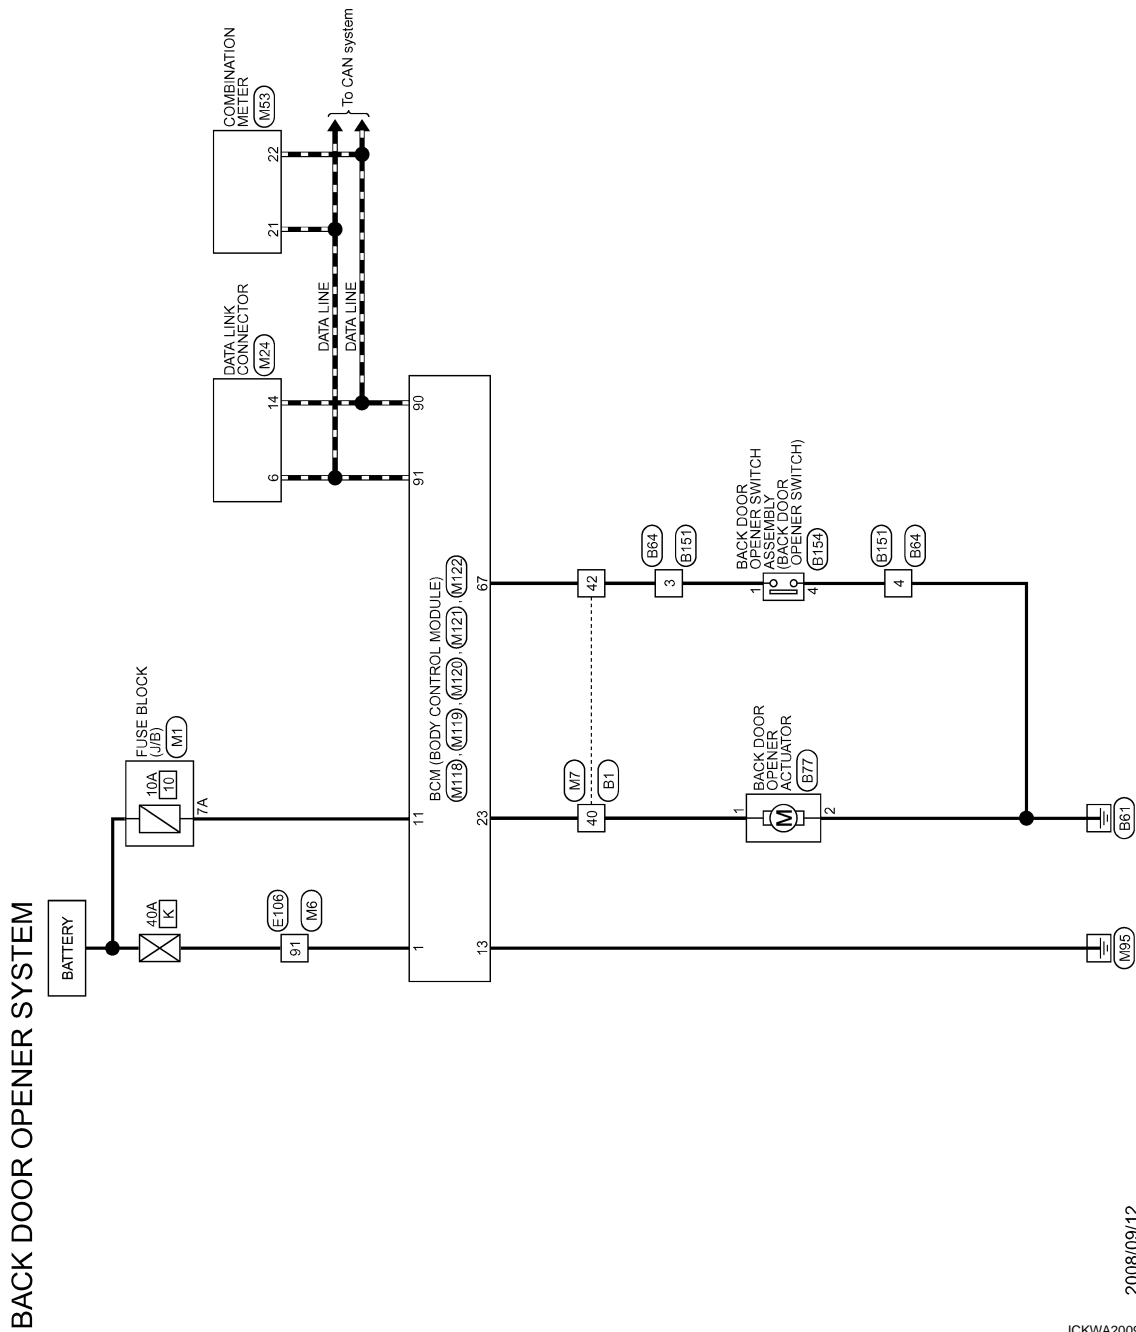 BACK DOOR OPENER SYSTEM
BATTERY
40A
K
E106
91
M6
1
FUSE BLOCK
(J/B)
M1
10A
10
7A
11
DATA LINK
CONNECTOR
M24
6
14
COMBINATION
METER
M53
21
22
DATA LINE
DATA LINE
To CAN system
91
90
BCM (BODY CONTROL MODULE)
M118 , M119 , M120 , M121 , M122
13
23
67
M7
40
B1
42
B64
3
B151
BACK DOOR
OPENER
ACTUATOR
B77
1
M
2
BACK DOOR
OPENER SWITCH
ASSEMBLY
(BACK DOOR
OPENER SWITCH)
B154
1
4
B151
4
B64
M95
B61
2008/09/12
JCKWA2009